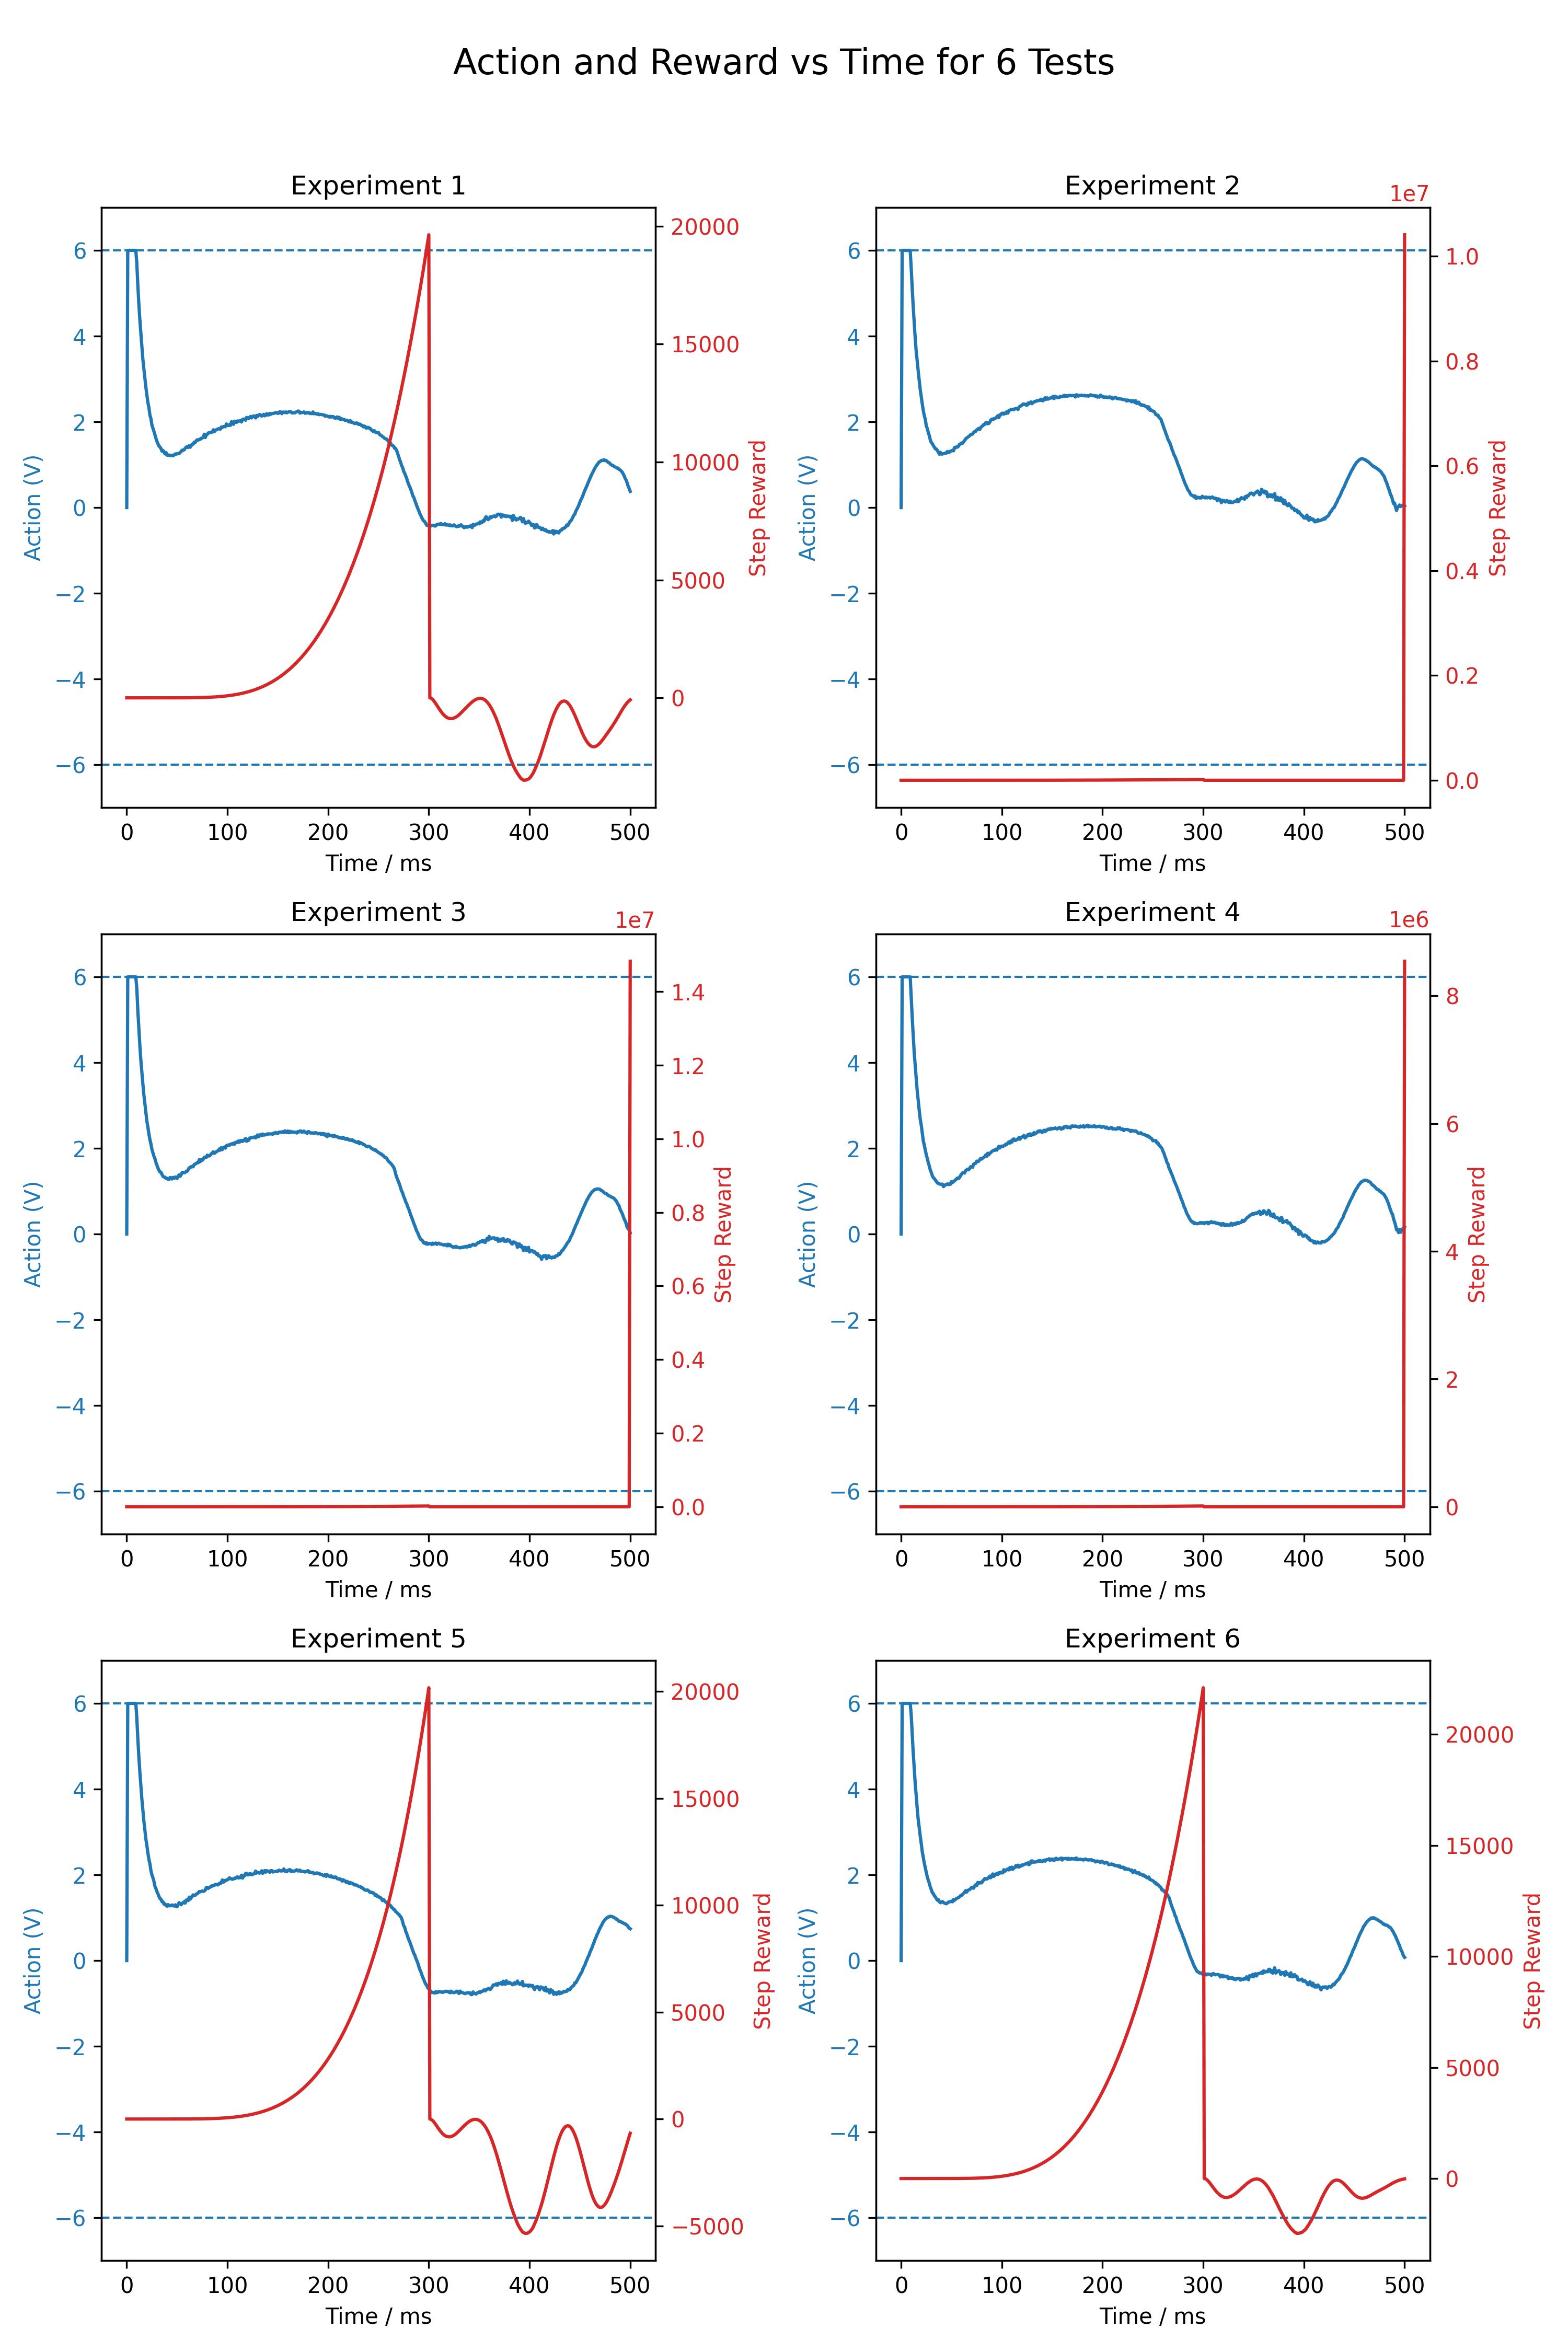 Action and Reward vs Time for 6 Tests
Experiment 1
6
4
2
0
−2
−4
−6
Action (V)
20000
15000
10000
5000
0
Step Reward
0 100 200 300 400 500
Time / ms
Experiment 2
1e7
6
4
2
0
−2
−4
−6
Action (V)
1.0
0.8
0.6
0.4
0.2
0.0
Step Reward
0 100 200 300 400 500
Time / ms
Experiment 3
1e7
6
4
2
0
−2
−4
−6
Action (V)
1.4
1.2
1.0
0.8
0.6
0.4
0.2
0.0
Step Reward
0 100 200 300 400 500
Time / ms
Experiment 4
1e6
6
4
2
0
−2
−4
−6
Action (V)
8
6
4
2
0
Step Reward
0 100 200 300 400 500
Time / ms
Experiment 5
6
4
2
0
−2
−4
−6
Action (V)
20000
15000
10000
5000
0
−5000
Step Reward
0 100 200 300 400 500
Time / ms
Experiment 6
6
4
2
0
−2
−4
−6
Action (V)
20000
15000
10000
5000
0
Step Reward
0 100 200 300 400 500
Time / ms